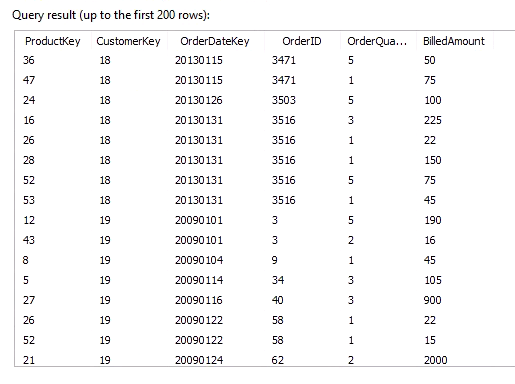 Query result (up to the first 200 rows):
ProductKey CustomerKey OrderDateKey OrderID OrderQua... BilledAmount
36 18 20130115 3471 5 50
47 18 20130115 3471 1 75
24 18 20130126 3503 5 100
16 18 20130131 3516 3 225
26 18 20130131 3516 1 22
28 18 20130131 3516 1 150
52 18 20130131 3516 5 75
53 18 20130131 3516 1 45
12 19 20090101 3 5 190
43 19 20090101 3 2 16
8 19 20090104 9 1 45
5 19 20090114 34 3 105
27 19 20090116 40 3 900
26 19 20090122 58 1 22
52 19 20090122 58 1 15
21 19 20090124 62 2 2000